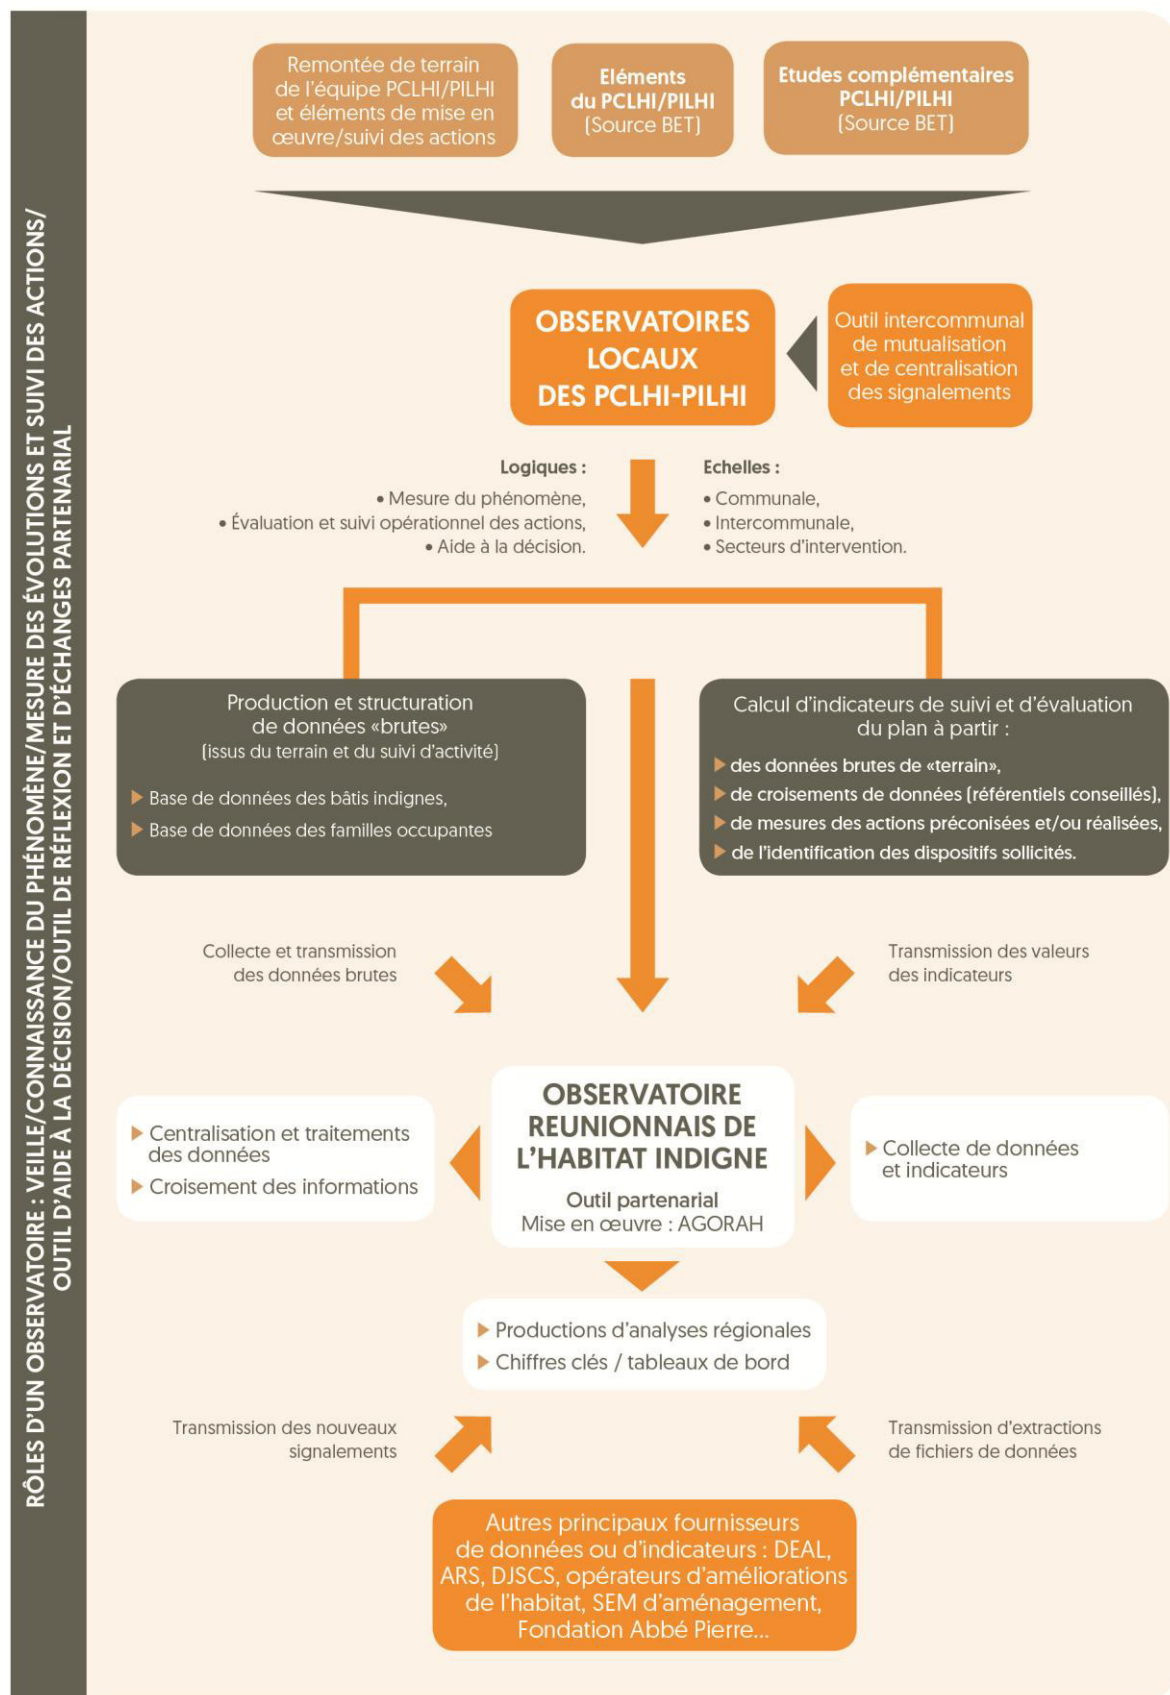 RÔLES D'UN OBSERVATOIRE : VEILLE/CONNAISSANCE DU PHÉNOMÈNE/MESURE DES ÉVOLUTIONS ET SUIVI DES ACTIONS/
OUTIL D'AIDE À LA DÉCISION/OUTIL DE RÉFLEXION ET D'ÉCHANGES PARTENARIAL
Remontée de terrain
de l'équipe PCLHI/PILHI
et éléments de mise en
œuvre/suivi des actions
Eléments
du PCLHI/PILHI
(Source BET)
Etudes complémentaires
PCLHI/PILHI
(Source BET)
OBSERVATOIRES
LOCAUX
DES PCLHI-PILHI
Outil intercommunal
de mutualisation
et de centralisation
des signalements
Logiques :
• Mesure du phénomène,
• Évaluation et suivi opérationnel des actions,
• Aide à la décision.
Echelles :
• Communale,
• Intercommunale,
• Secteurs d'intervention.
Production et structuration
de données «brutes»
(issus du terrain et du suivi d'activité)
Base de données des bâtis indignes,
Base de données des familles occupantes
Calcul d'indicateurs de suivi et d'évaluation
du plan à partir :
des données brutes de «terrain»,
de croisements de données (référentiels conseillés),
de mesures des actions préconisées et/ou réalisées,
de l'identification des dispositifs sollicités.
Collecte et transmission
des données brutes
Transmission des valeurs
des indicateurs
OBSERVATOIRE
REUNIONNAIS DE
L'HABITAT INDIGNE
Outil partenarial
Mise en œuvre : AGORAH
Centralisation et traitements
des données
Croisement des informations
Collecte de données
et indicateurs
Productions d'analyses régionales
Chiffres clés / tableaux de bord
Transmission des nouveaux
signalements
Transmission d'extractions
de fichiers de données
Autres principaux fournisseurs
de données ou d'indicateurs : DEAL,
ARS, DJSCS, opérateurs d'améliorations
de l'habitat, SEM d'aménagement,
Fondation Abbé Pierre...